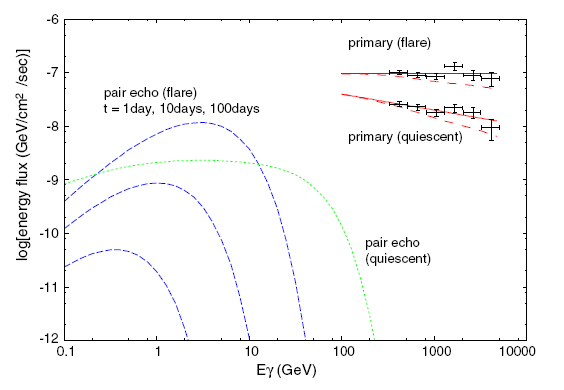 -6
-7
-8
-9
-10
-11
-12
log[energy flux (GeV/cm² /sec)]
primary (flare)
pair echo (flare)
t = 1day, 10days, 100days
primary (quiescent)
pair echo
(quiescent)
0.1 1 10 100 1000 10000
Eγ (GeV)